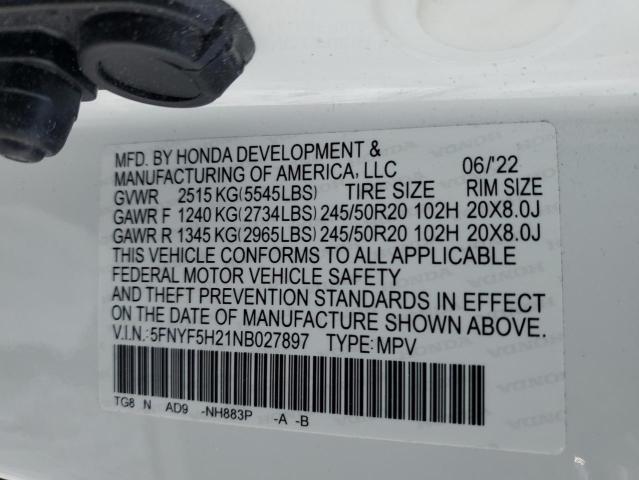 MFD. BY HONDA DEVELOPMENT &
MANUFACTURING OF AMERICA, LLC 06/'22
GVWR 2515 KG(5545LBS) TIRE SIZE RIM SIZE
GAWR F 1240 KG(2734LBS) 245/50R20 102H 20X8.0J
GAWR R 1345 KG(2965LBS) 245/50R20 102H 20X8.0J
THIS VEHICLE CONFORMS TO ALL APPLICABLE
FEDERAL MOTOR VEHICLE SAFETY
AND THEFT PREVENTION STANDARDS IN EFFECT
ON THE DATE OF MANUFACTURE SHOWN ABOVE.
V.I.N.:5FNYF5H21NB027897 TYPE:MPV
TG8 N AD9 -NH883P -A -B